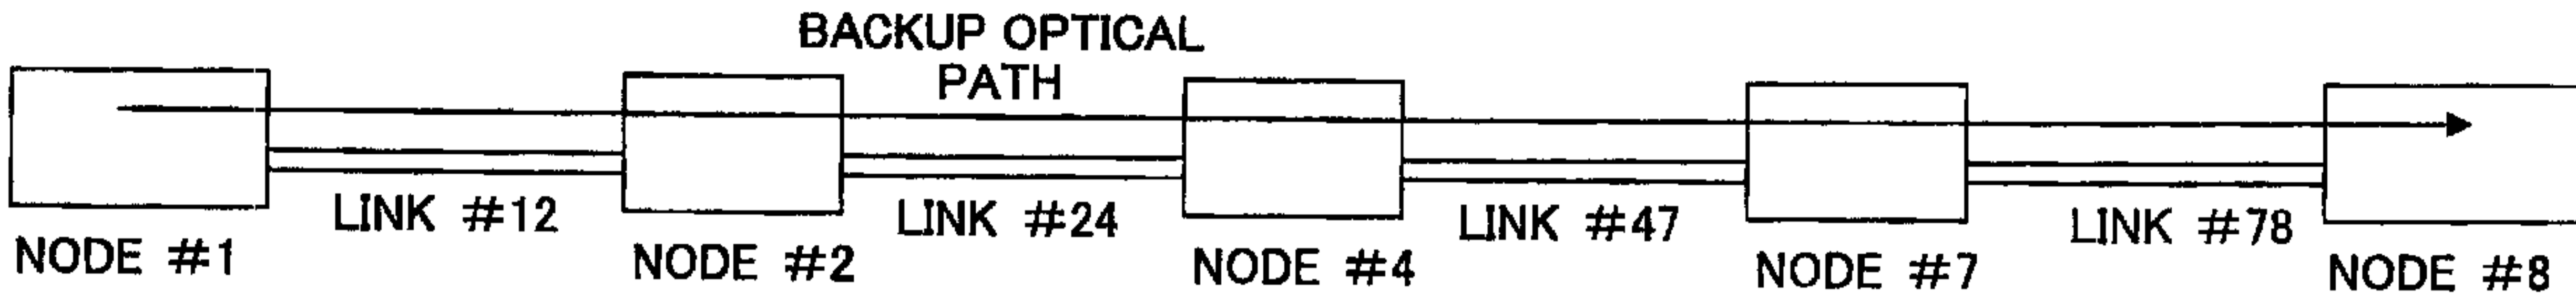 BACKUP OPTICAL
PATH
LINK #12
LINK #24
LINK #47
LINK #78
NODE #1
NODE #2
NODE #4
NODE #7
NODE #8